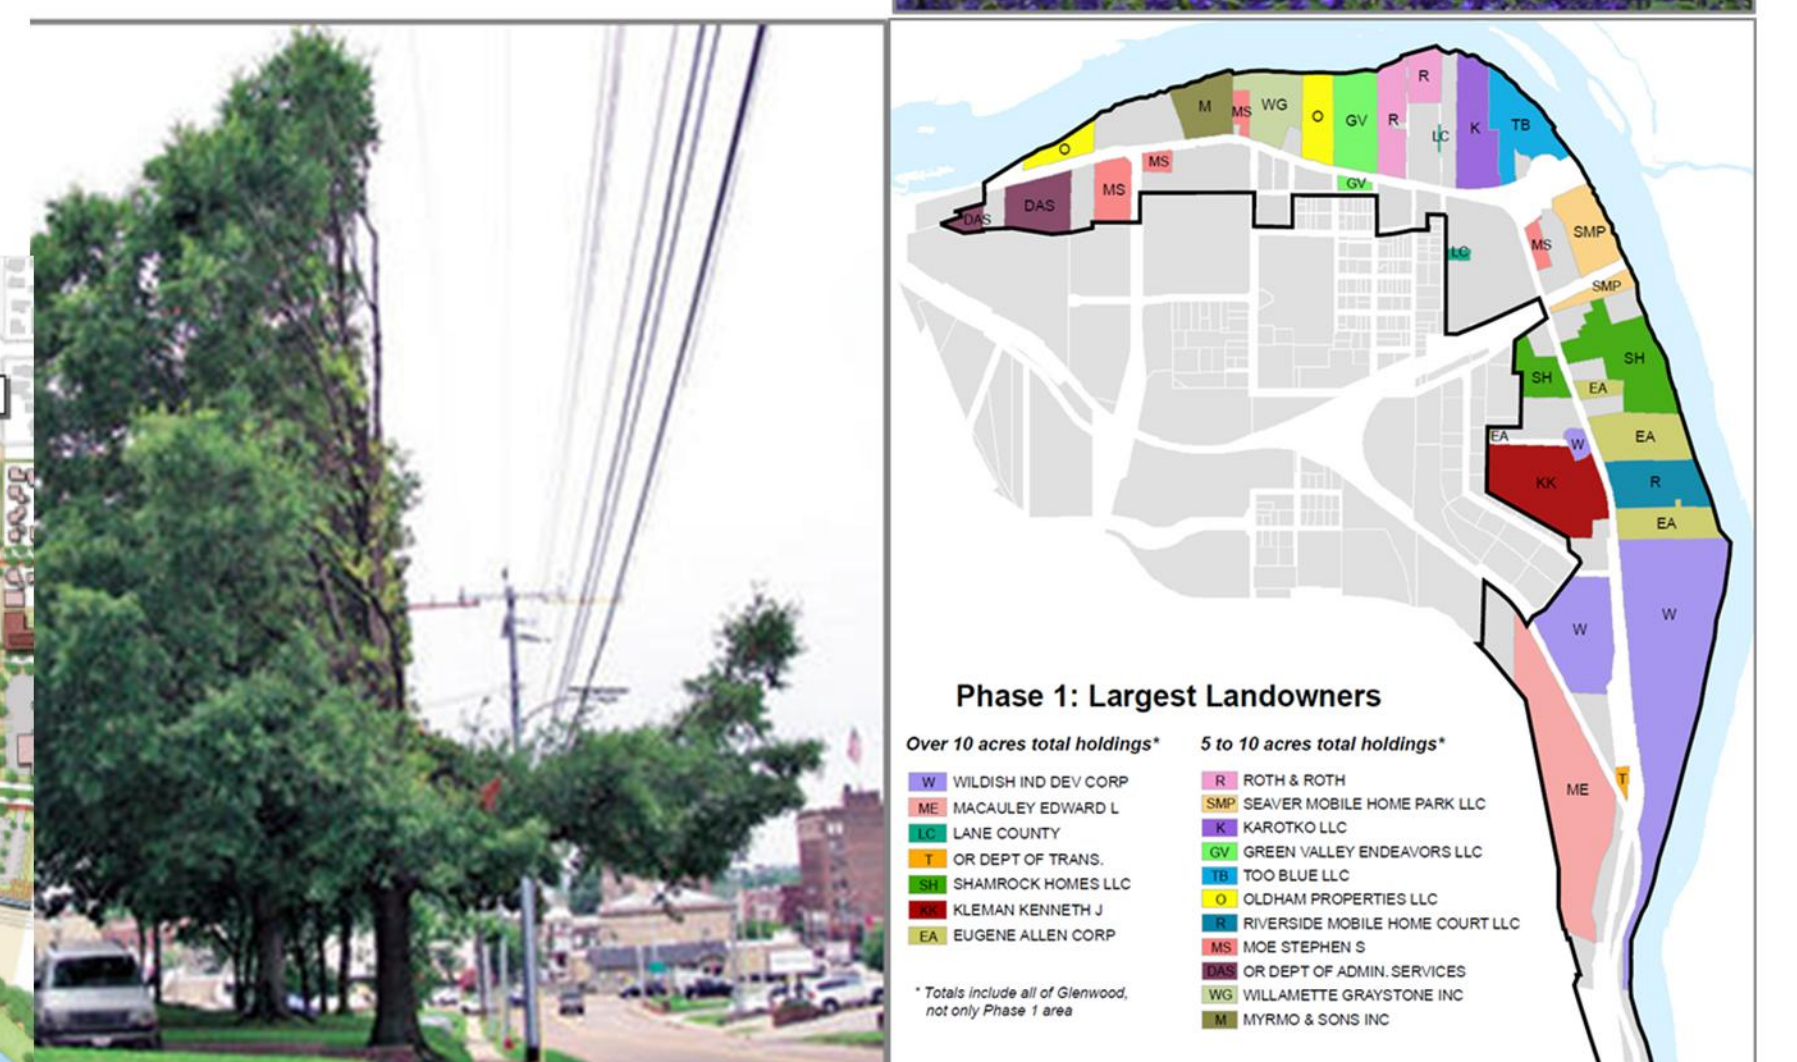 O
M
MS
WG
O
GV
R
R
LC
K
TB
MS
GV
MS
DAS
DAS
LC
MS
SMP
SMP
SH
SH
EA
EA
EA
W
KK
R
EA
W
W
T
ME
Phase 1: Largest Landowners
Over 10 acres total holdings*
W WILDISH IND DEV CORP
ME MACAULEY EDWARD L
LC LANE COUNTY
T OR DEPT OF TRANS.
SH SHAMROCK HOMES LLC
KK KLEMAN KENNETH J
EA EUGENE ALLEN CORP
* Totals include all of Glenwood,
not only Phase 1 area
5 to 10 acres total holdings*
R ROTH & ROTH
SMP SEAVER MOBILE HOME PARK LLC
K KAROTKO LLC
GV GREEN VALLEY ENDEAVORS LLC
TB TOO BLUE LLC
O OLDHAM PROPERTIES LLC
R RIVERSIDE MOBILE HOME COURT LLC
MS MOE STEPHEN S
DAS OR DEPT OF ADMIN. SERVICES
WG WILLAMETTE GRAYSTONE INC
M MYRMO & SONS INC